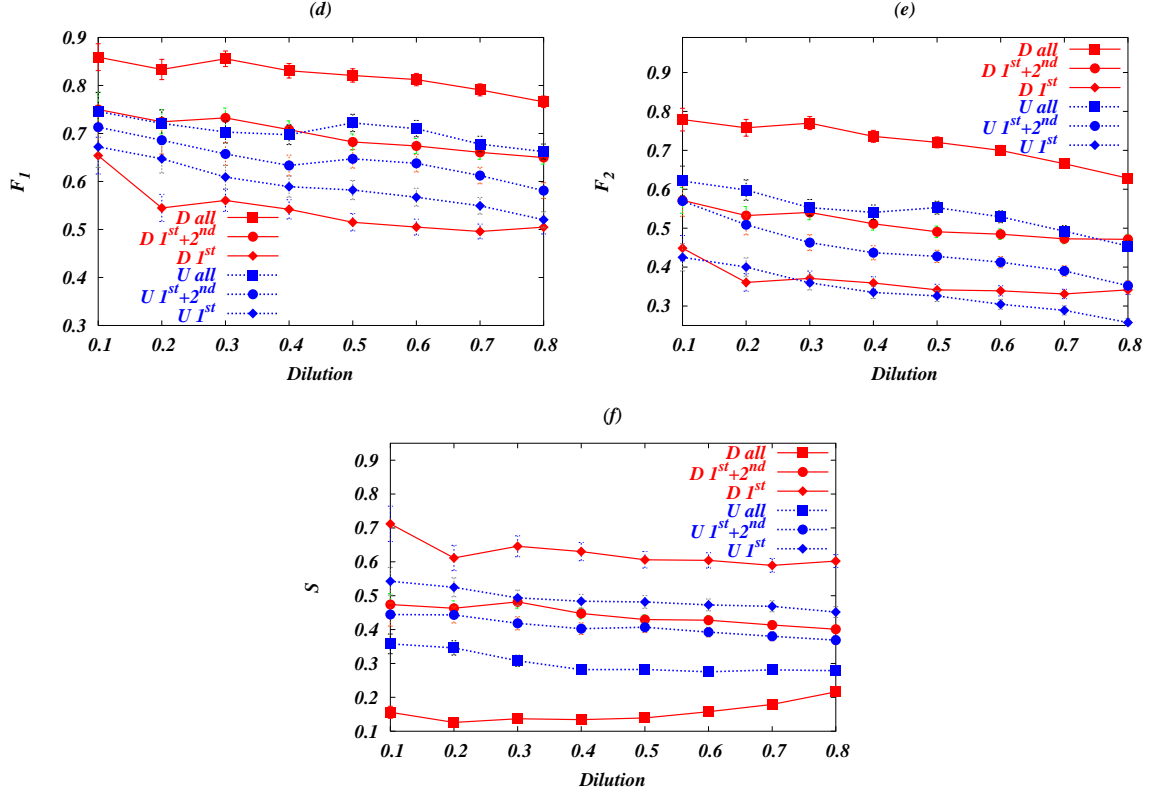 (d)
F1
0.9
0.8
0.7
0.6
0.5
0.4
0.3
D all
D 1st+2nd
D 1st
U all
U 1st+2nd
U 1st
0.1 0.2 0.3 0.4 0.5 0.6 0.7 0.8
Dilution
(e)
F2
0.9
0.8
0.7
0.6
0.5
0.4
0.3
D all
D 1st+2nd
D 1st
U all
U 1st+2nd
U 1st
0.1 0.2 0.3 0.4 0.5 0.6 0.7 0.8
Dilution
(f)
S
0.9
0.8
0.7
0.6
0.5
0.4
0.3
0.2
0.1
D all
D 1st+2nd
D 1st
U all
U 1st+2nd
U 1st
0.1 0.2 0.3 0.4 0.5 0.6 0.7 0.8
Dilution